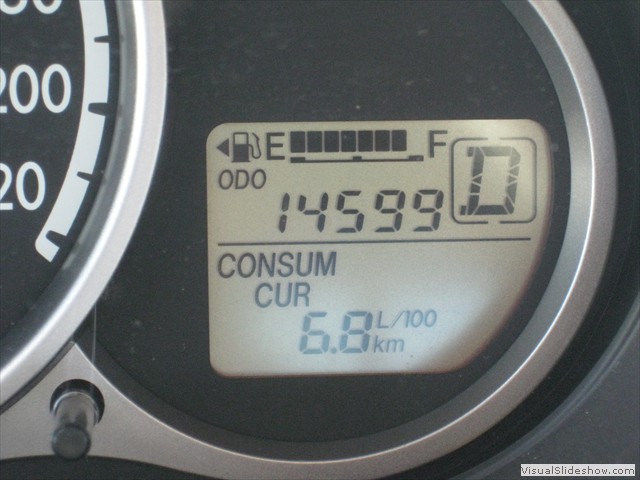 200
20
E F
ODO
14599 D
CONSUM
CUR
6.8 L/100
km
VisualSlideshow.com